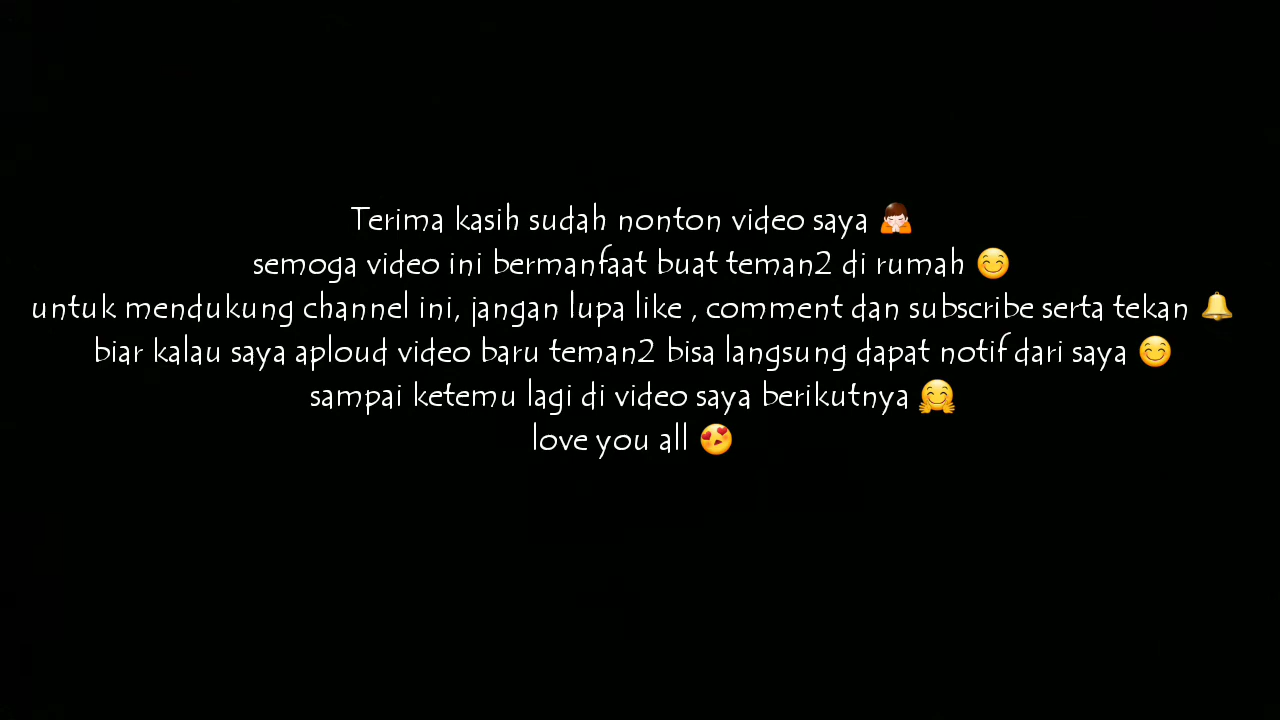 Terima kasih sudah nonton video saya 🙏
semoga video ini bermanfaat buat teman2 di rumah 😊
untuk mendukung channel ini, jangan lupa like , comment dan subscribe serta tekan 🔔
biar kalau saya aploud video baru teman2 bisa langsung dapat notif dari saya 😊
sampai ketemu lagi di video saya berikutnya 🤗
love you all 😍